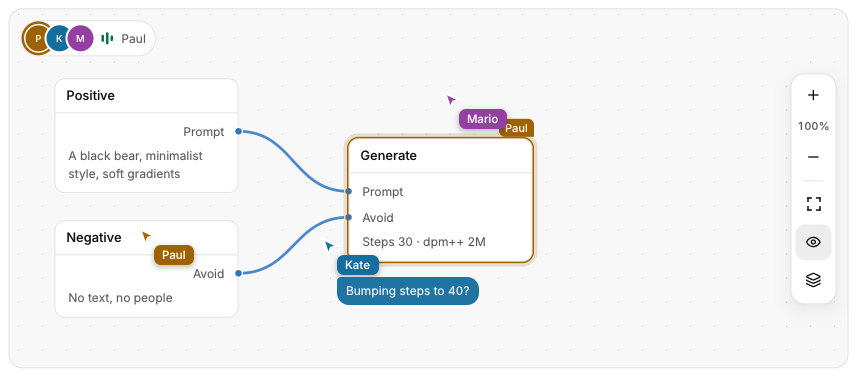 P K M Paul
Positive
Prompt
A black bear, minimalist
style, soft gradients
Negative
Paul
Avoid
No text, no people
Mario
Paul
Generate
Prompt
Avoid
Steps 30 · dpm++ 2M
Kate
Bumping steps to 40?
100%